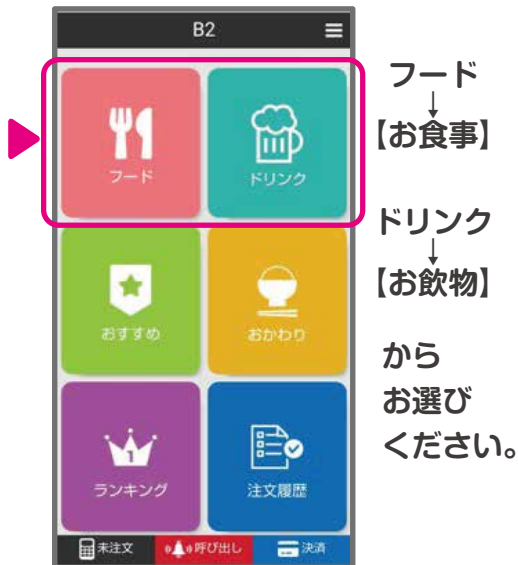 B2
フード
ドリンク
おすすめ
おかわり
1
ランキング
注文履歴
未注文
呼び出し
決済
フード
↓
【お食事】
ドリンク
↓
【お飲物】
から
お選び
ください。